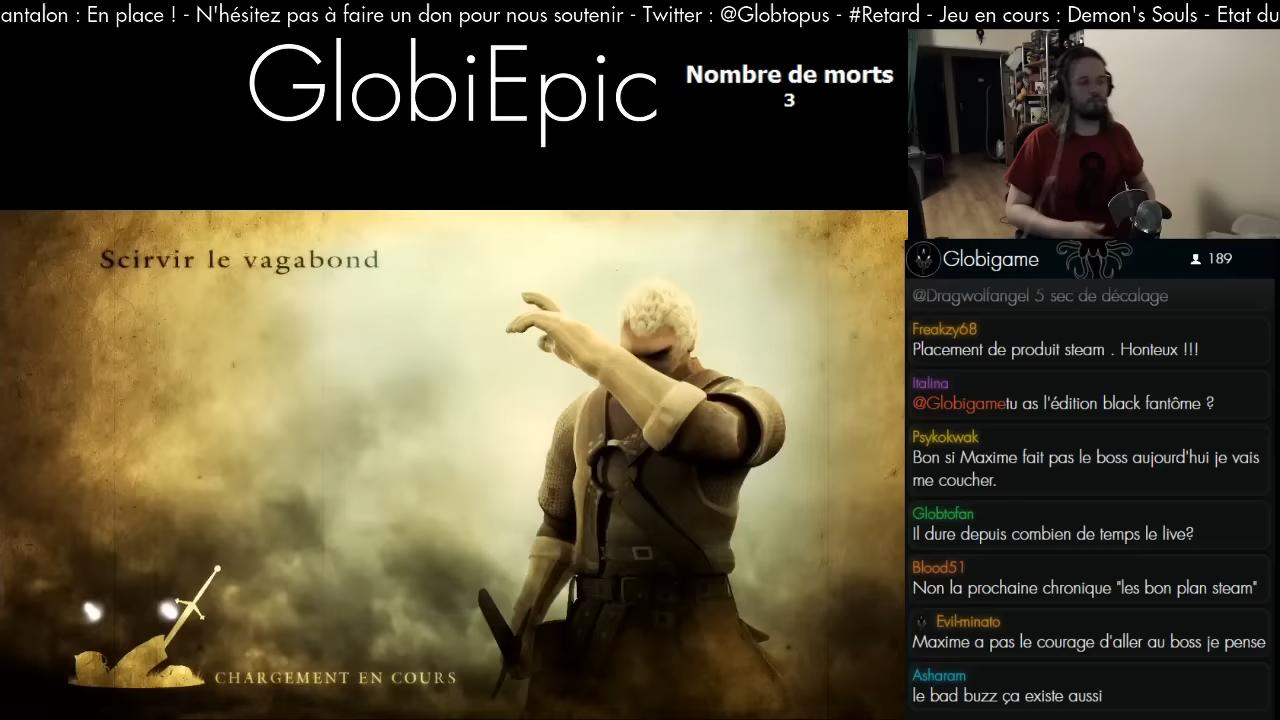 antalon : En place ! - N'hésitez pas à faire un don pour nous soutenir - Twitter : @Globtopus - #Retard - Jeu en cours : Demon's Souls - Etat du
GlobiEpic
Nombre de morts
3
Scirvir le vagabond
CHARGEMENT EN COURS
Globigame
189
@Dragwolfangel 5 sec de décalage
Freakzy68
Placement de produit steam . Honteux !!!
Italina
@Globigametu as l'édition black fantôme ?
Psykokwak
Bon si Maxime fait pas le boss aujourd'hui je vais
me coucher.
Globtofan
Il dure depuis combien de temps le live?
Blood51
Non la prochaine chronique "les bon plan steam"
Evil-minato
Maxime a pas le courage d'aller au boss je pense
Asharam
le bad buzz ça existe aussi